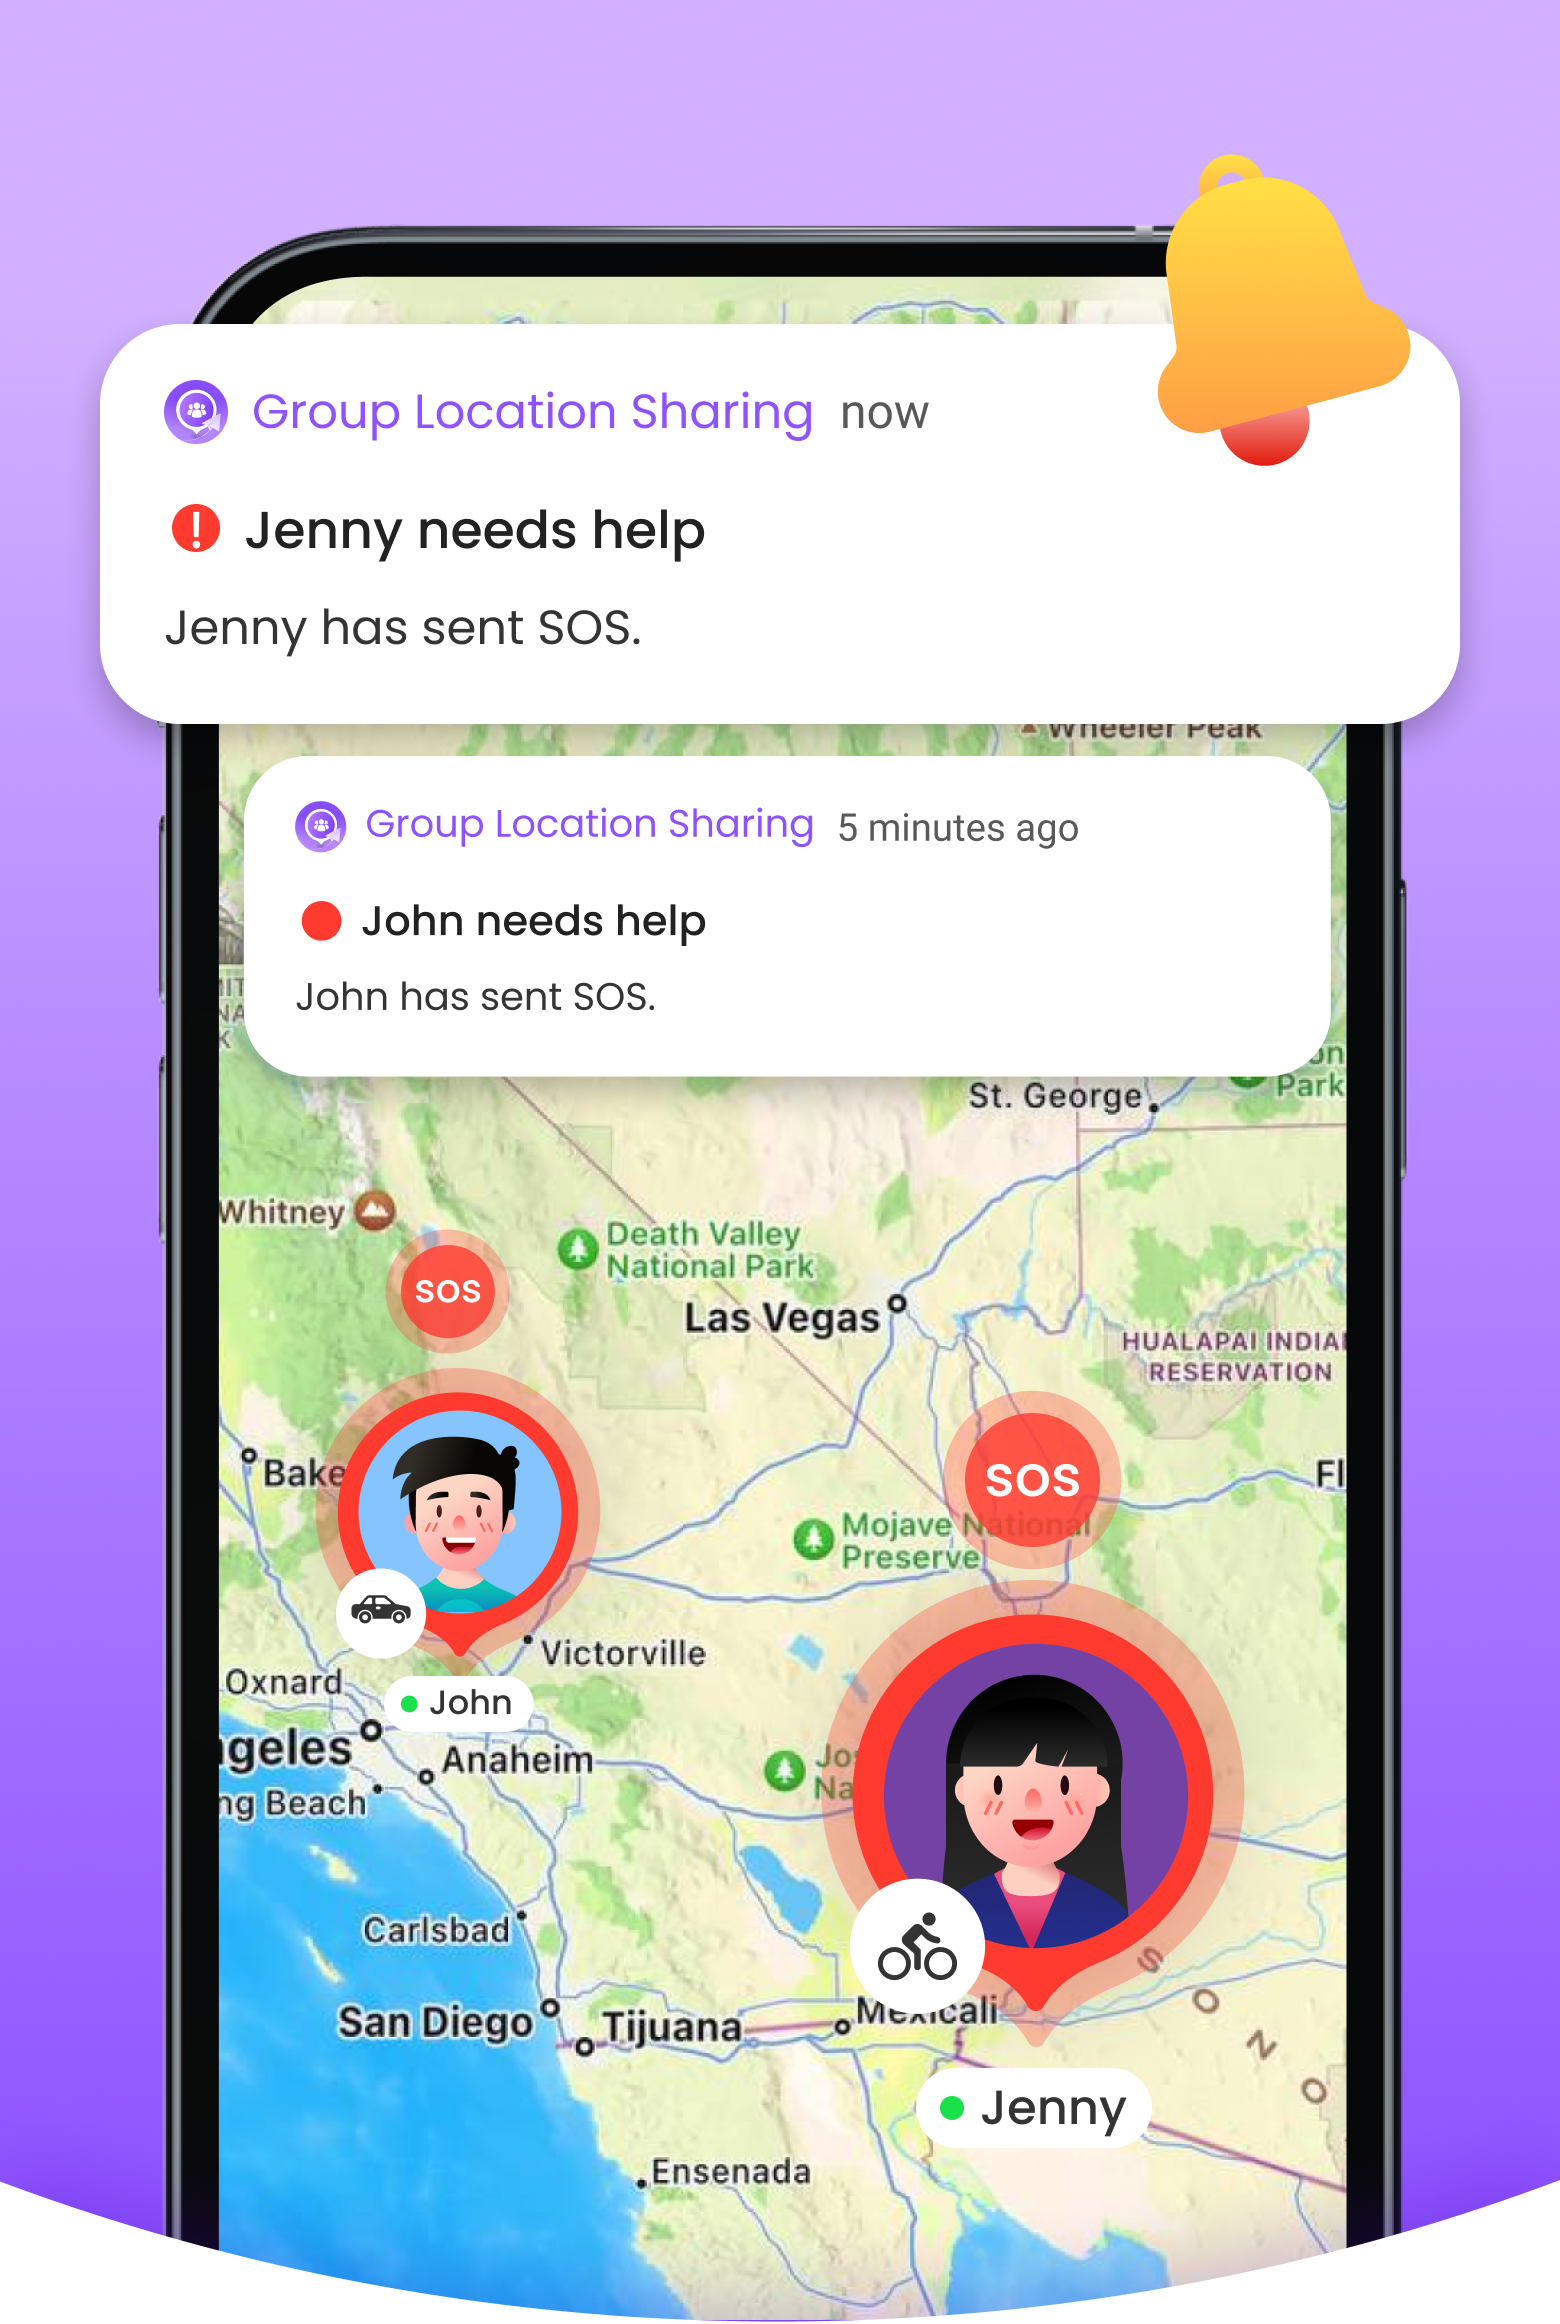 Group Location Sharing now
Jenny needs help
Jenny has sent SOS.
Wheeler Peak
Group Location Sharing 5 minutes ago
John needs help
John has sent SOS.
St. George
Park
Whitney
Death Valley
National Park
SOS
Las Vegas
HUALAPAI INDIA
RESERVATION
Bake
SOS
Fl
Mojave National
Preserve
Victorville
Oxnard
John
ngeles
Anaheim
ng Beach
Jos
Na
Carlsbad
San Diego
Tijuana
Mexicali
S O N O
Jenny
Ensenada